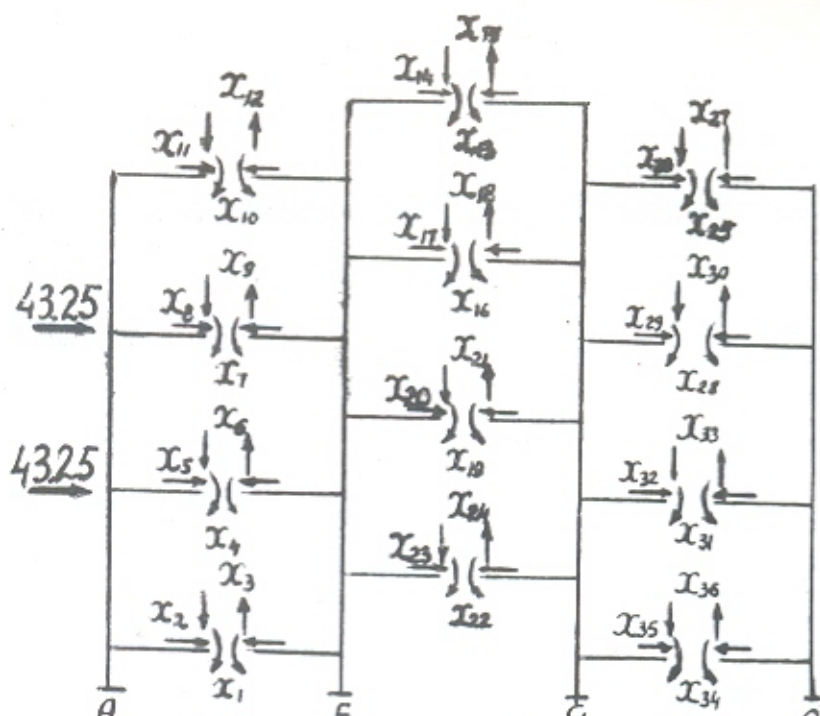 X₁₄
X₁₂
X₁₁
X₂₇
X₁₀
X₁₈
X₂₅
X₁₇
43.25
X₉
X₈
X₁₆
X₃₀
X₂₉
X₇
X₂₁
X₂₀
X₂₈
43.25
X₆
X₅
X₁₉
X₃₃
X₃₂
X₄
X₂₄
X₂₃
X₃₁
X₃
X₂
X₂₂
X₃₆
X₃₅
X₁
X₃₄